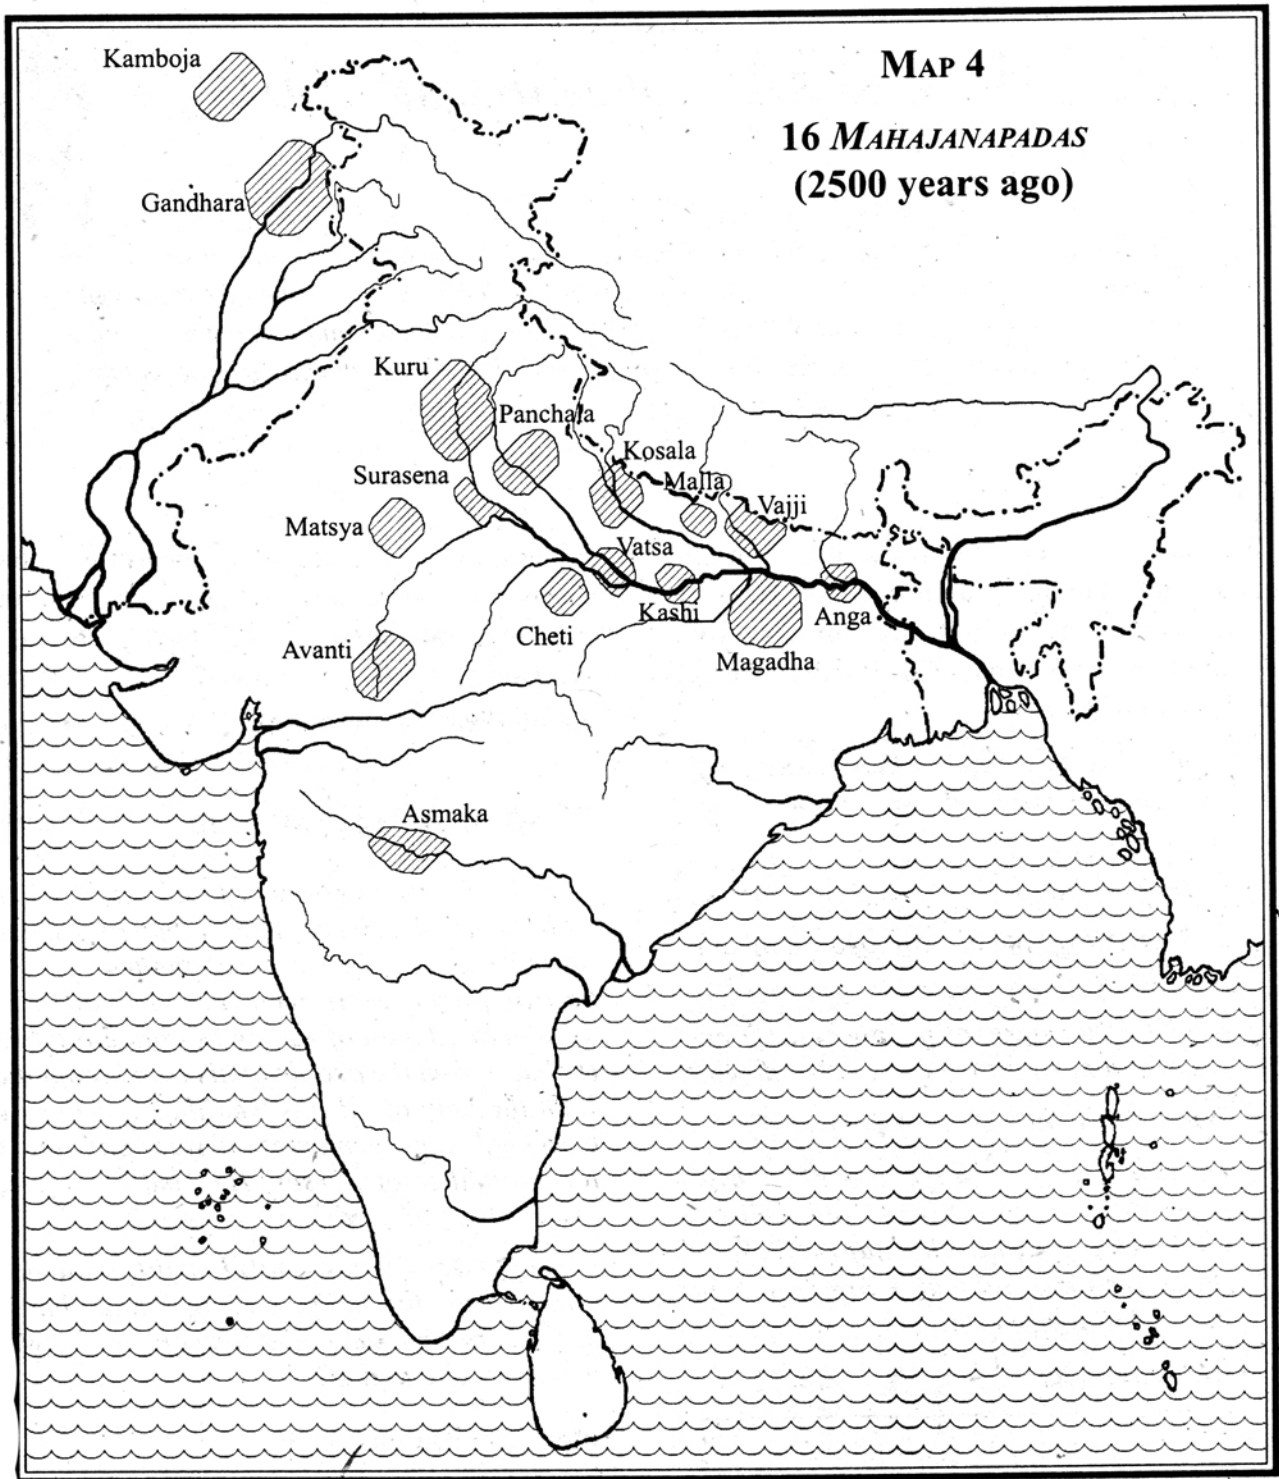 Kamboja
MAP 4
16 MAHAJANAPADAS
(2500 years ago)
Gandhara
Kuru
Panchala
Kosala
Surasena
Malla
Vajji
Matsya
Vatsa
Kashi
Anga
Cheti
Avanti
Magadha
Asmaka